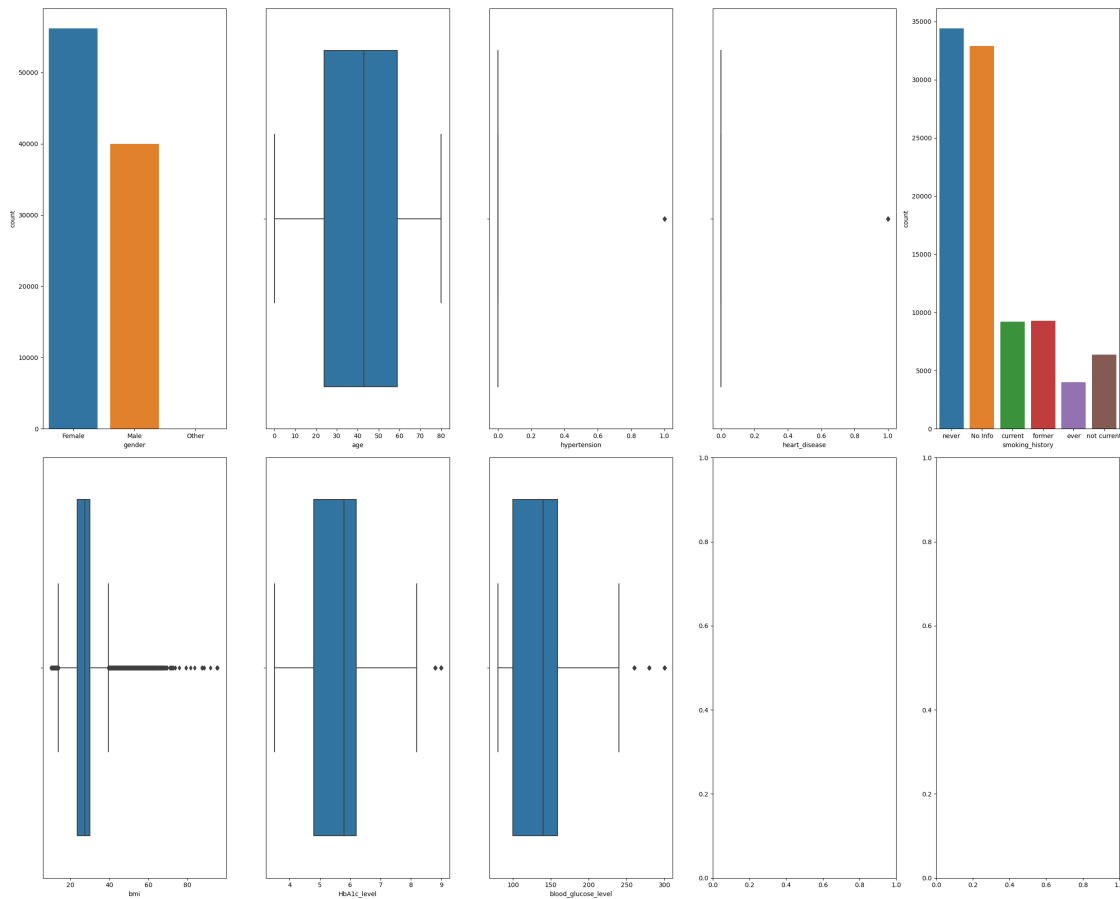 count
50000
40000
30000
20000
10000
0
Female Male Other
gender
0 10 20 30 40 50 60 70 80
age
0.0 0.2 0.4 0.6 0.8 1.0
hypertension
0.0 0.2 0.4 0.6 0.8 1.0
heart_disease
count
35000
30000
25000
20000
15000
10000
5000
0
never No Info current former ever not current
smoking_history
20 40 60 80
bmi
4 5 6 7 8 9
HbA1c_level
100 150 200 250 300
blood_glucose_level
1.0
0.8
0.6
0.4
0.2
0.0
0.0 0.2 0.4 0.6 0.8 1.0
1.0
0.8
0.6
0.4
0.2
0.0
0.0 0.2 0.4 0.6 0.8 1.0